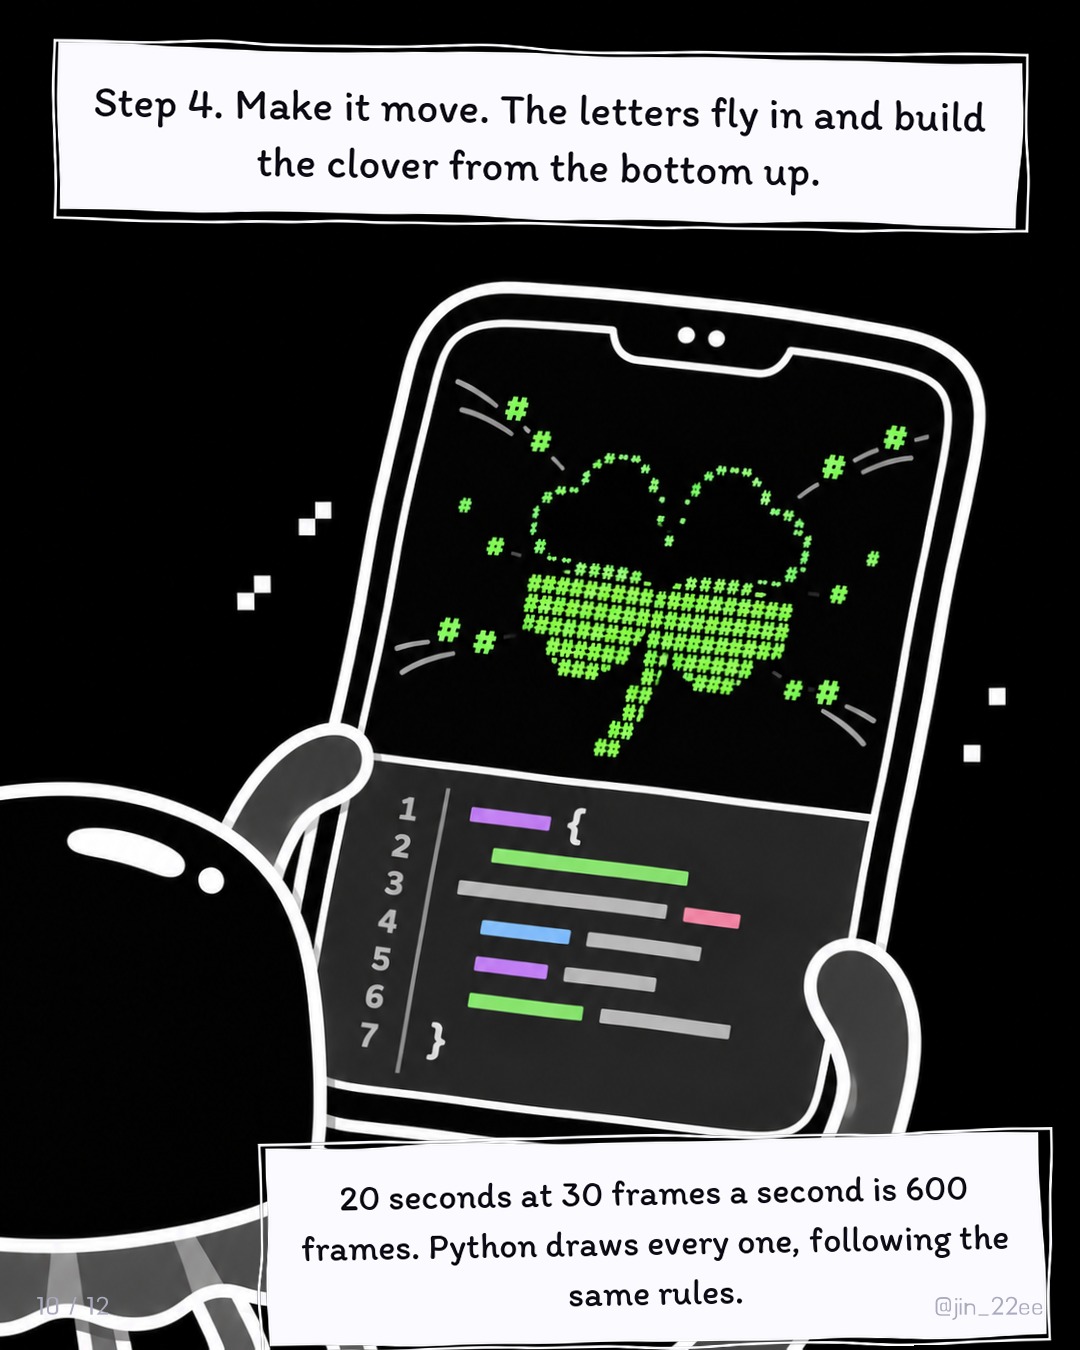 Step 4. Make it move. The letters fly in and build
the clover from the bottom up.
1 {
2
3
4
5
6
7 }
20 seconds at 30 frames a second is 600
frames. Python draws every one, following the
same rules.
10 / 12
@jin_22ee